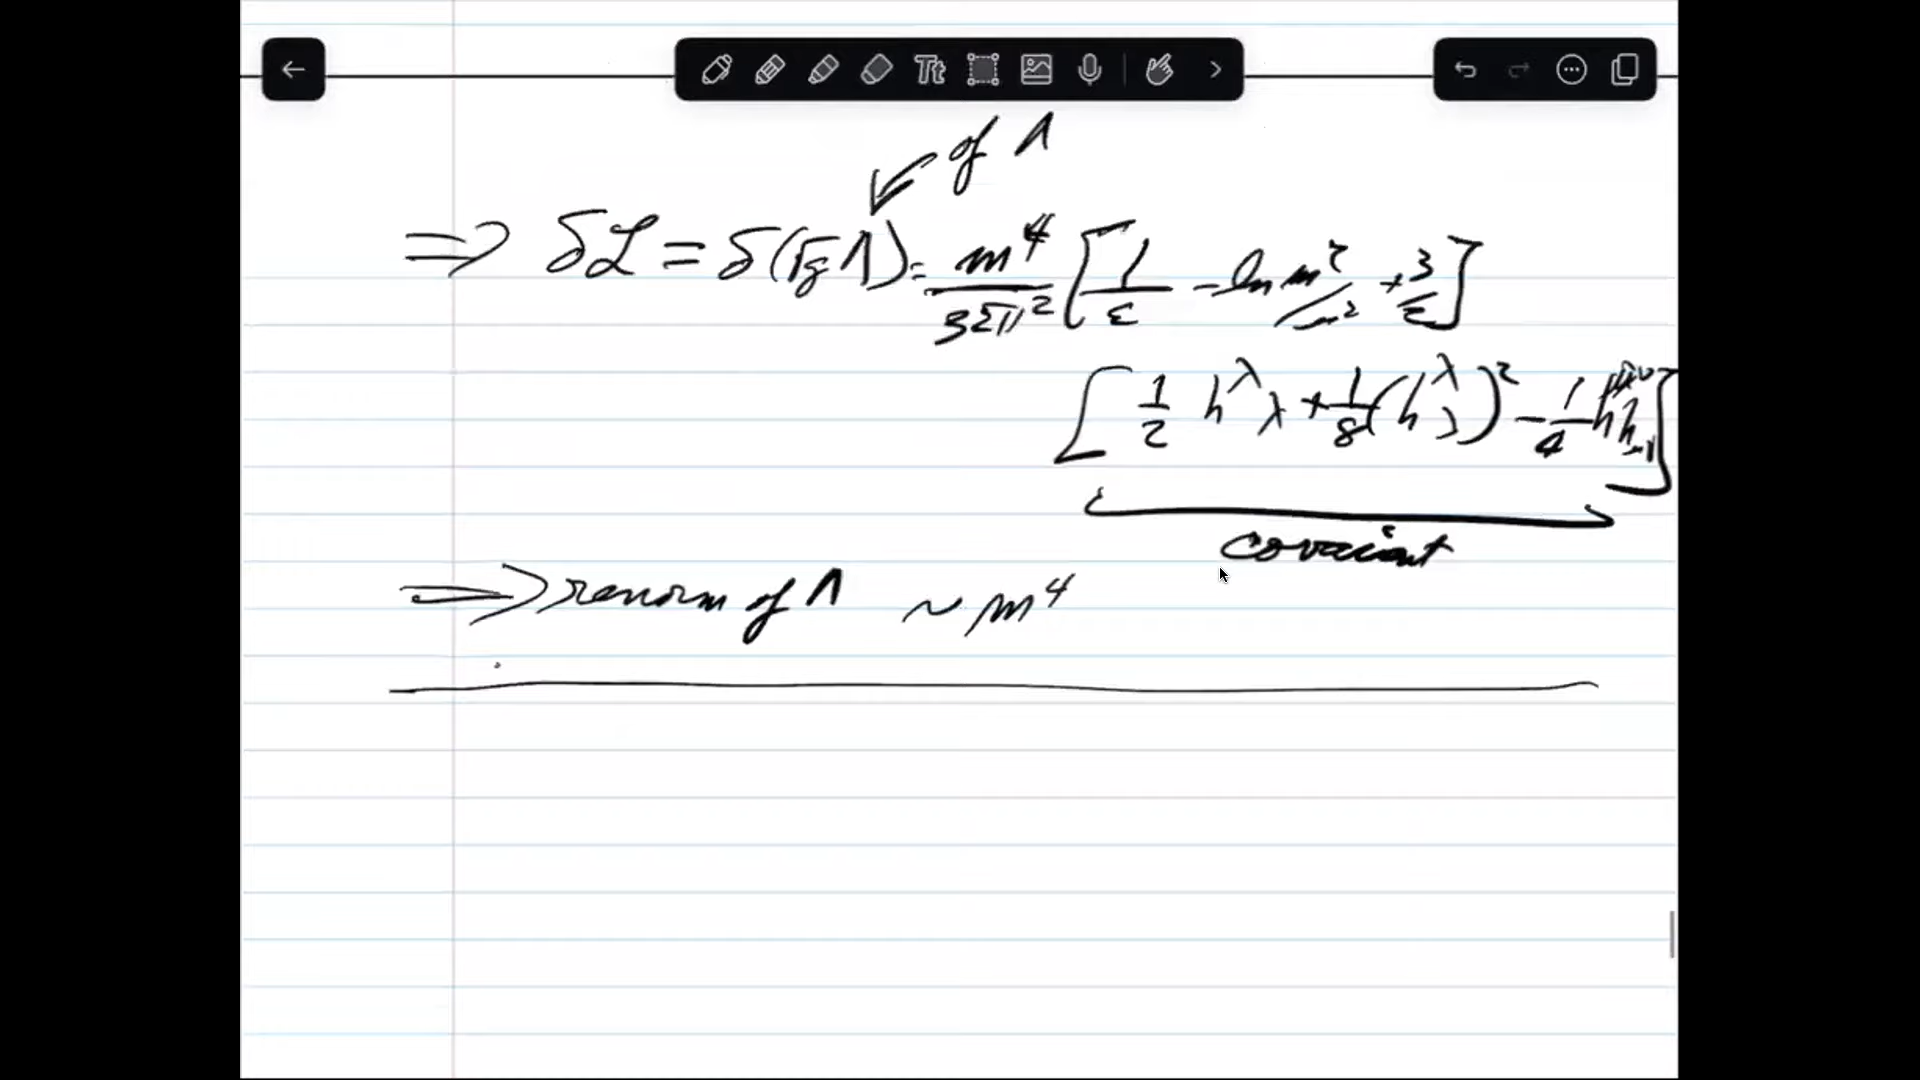 of Λ
⇒ δℒ = δ(√g Λ) = m⁴/32π² [1/ε - ln m²/μ² + 3/2]
[1/2 h^λ_λ + 1/8 (h^λ_λ)² - 1/4 h^μν h_μν]
covariant
⇒ renorm of Λ ~ m⁴